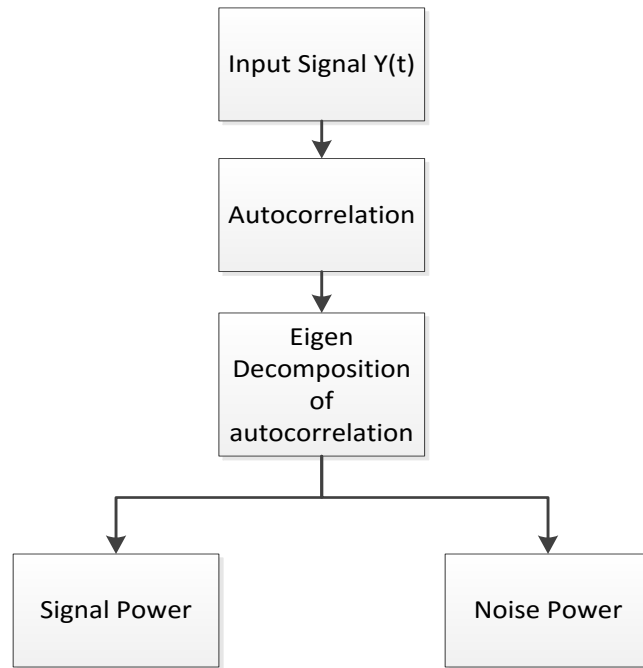 Input Signal Y(t)
Autocorrelation
Eigen
Decomposition
of
autocorrelation
Signal Power
Noise Power